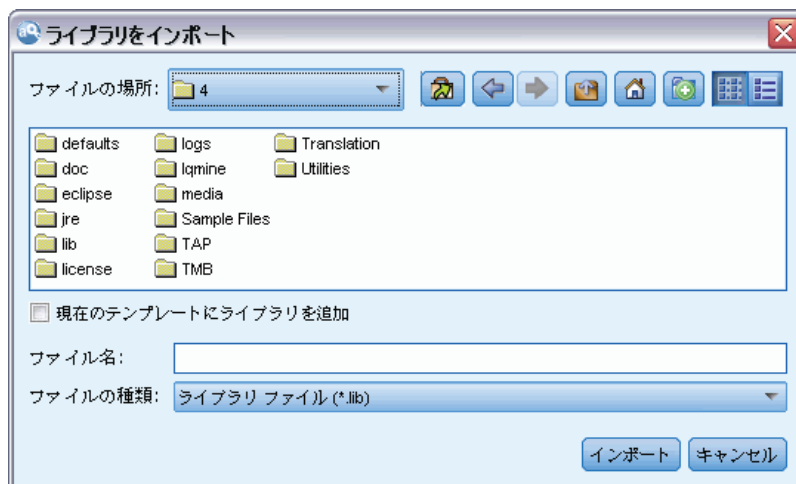 ライブラリをインポート
ファイルの場所: 4
defaults logs Translation
doc lqmine Utilities
eclipse media
jre Sample Files
lib TAP
license TMB
現在のテンプレートにライブラリを追加
ファイル名:
ファイルの種類: ライブラリ ファイル (*.lib)
インポート キャンセル